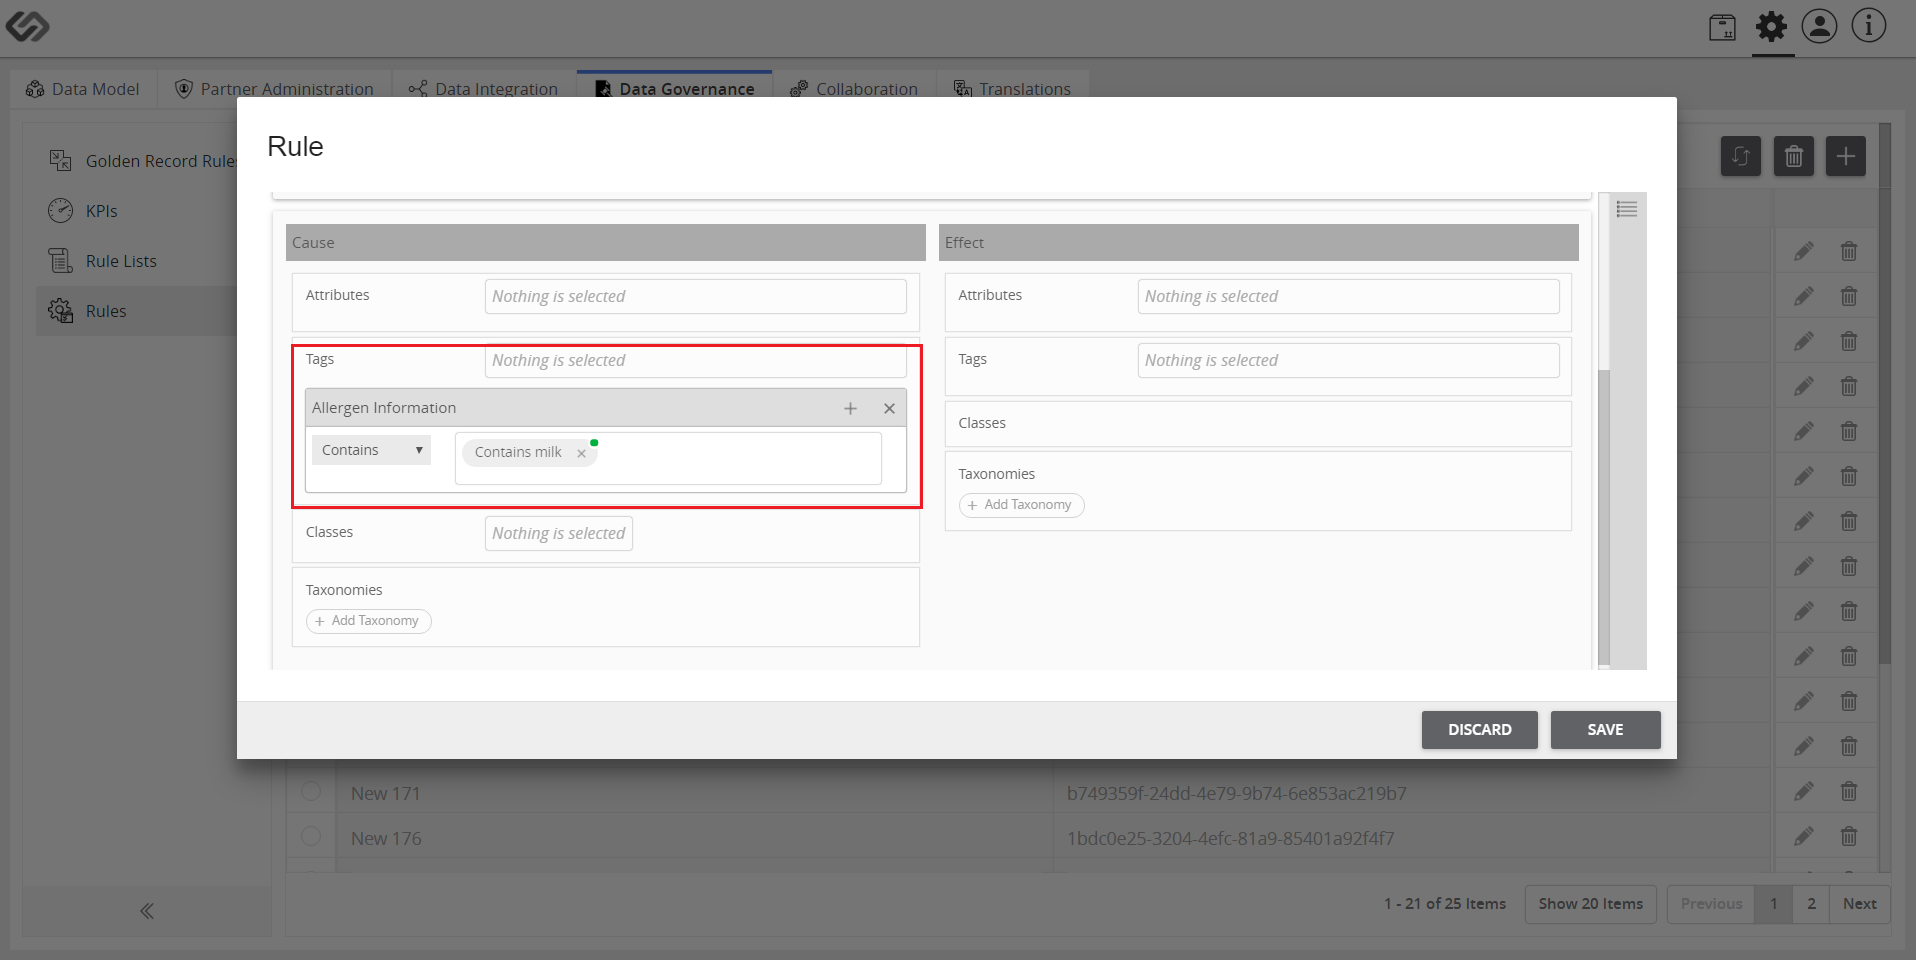 Data Model
Partner Administration
Data Integration
Data Governance
Collaboration
Translations
Golden Record Rules
KPIs
Rule Lists
Rules
Rule
Cause
Effect
Attributes
Nothing is selected
Attributes
Nothing is selected
Tags
Nothing is selected
Tags
Nothing is selected
Allergen Information
Contains
Contains milk
Classes
Taxonomies
Add Taxonomy
Classes
Nothing is selected
Taxonomies
Add Taxonomy
DISCARD
SAVE
New 171
b749359f-24dd-4e79-9b74-6e853ac219b7
New 176
1bdc0e25-3204-4efc-81a9-85401a92f4f7
1 - 21 of 25 Items
Show 20 Items
Previous
1
2
Next